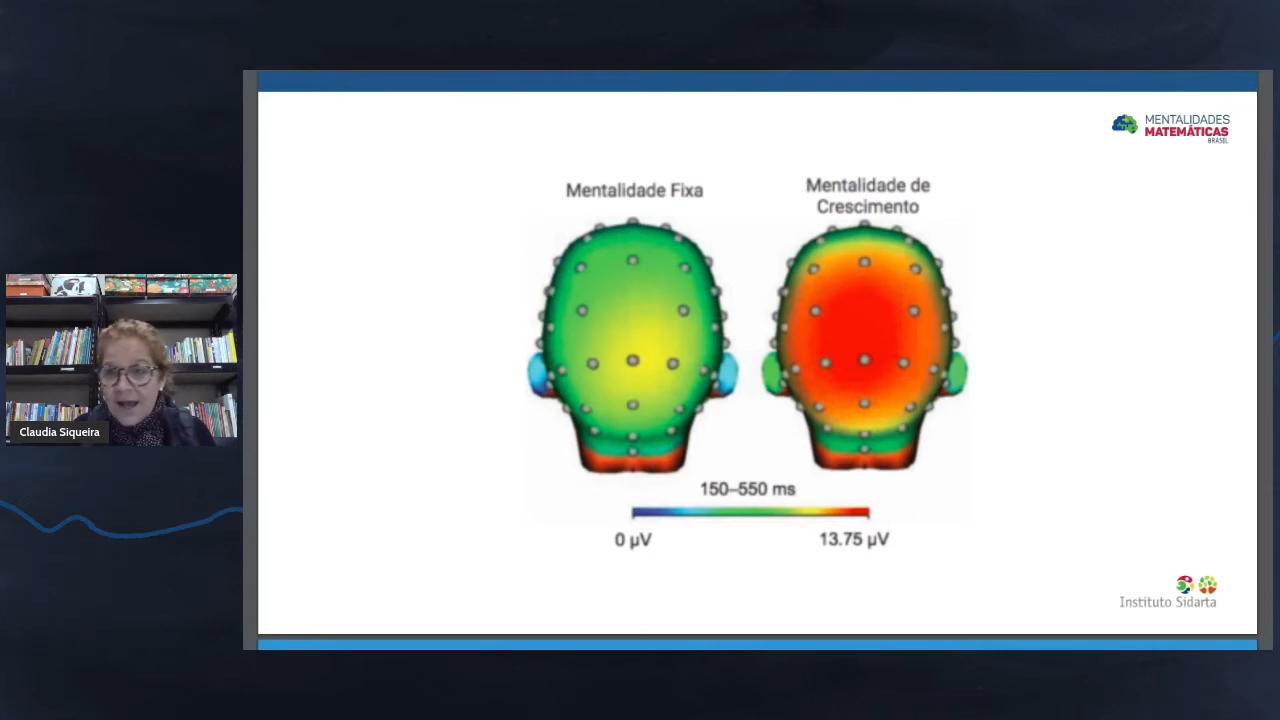 MENTALIDADES
MATEMÁTICAS
BRASIL
Mentalidade Fixa
Mentalidade de
Crescimento
150–550 ms
0 µV
13.75 µV
Claudia Siqueira
Instituto Sidarta